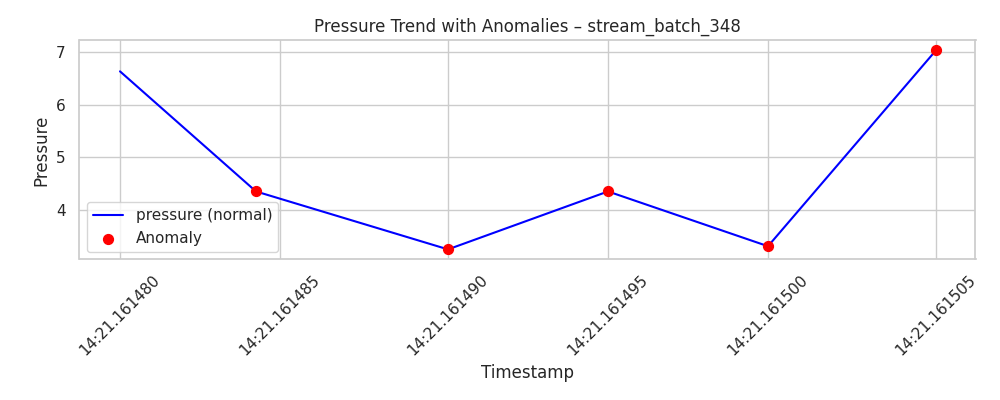 Pressure Trend with Anomalies – stream_batch_348
Pressure
7
6
5
4
pressure (normal)
Anomaly
14:21.161480
14:21.161485
14:21.161490
14:21.161495
14:21.161500
14:21.161505
Timestamp